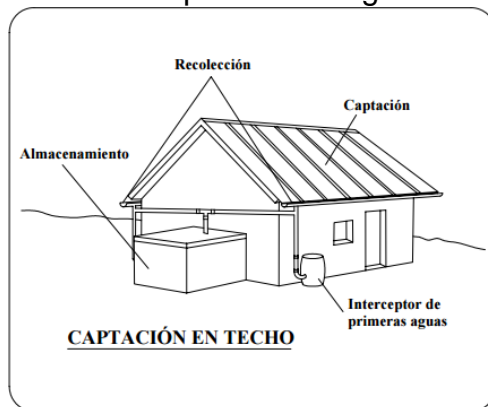 Recolección
Captación
Almacenamiento
Interceptor de
primeras aguas
CAPTACIÓN EN TECHO